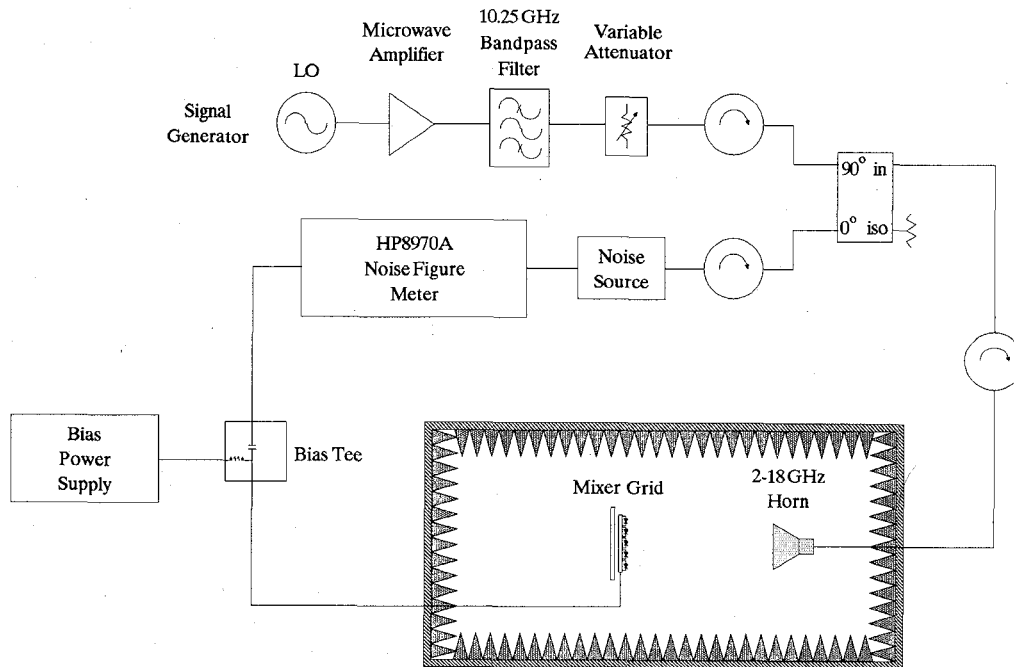 LO
Signal
Generator
Microwave
Amplifier
10.25 GHz
Bandpass
Filter
Variable
Attenuator
90° in
0° iso
HP8970A
Noise Figure
Meter
Noise
Source
Bias
Power
Supply
Bias Tee
Mixer Grid
2-18 GHz
Horn